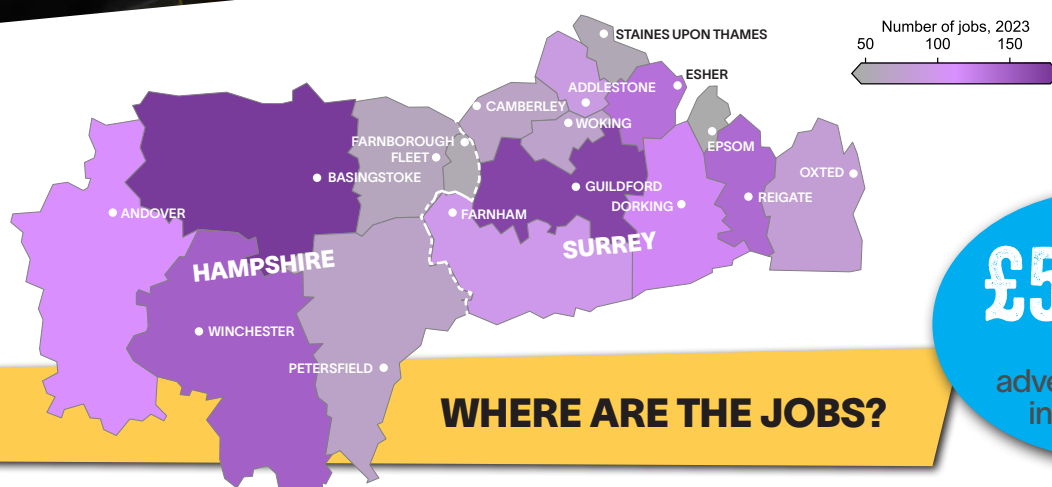 Number of jobs, 2023
50 100 150
STAINES UPON THAMES
ESHER
ADDLESTONE
CAMBERLEY
WOKING
FARNBOROUGH
EPSOM
FLEET
OXTED
BASINGSTOKE
GUILDFORD
REIGATE
DORKING
ANDOVER
FARNHAM
SURREY
HAMPSHIRE
£5
WINCHESTER
PETERSFIELD
adve
in
WHERE ARE THE JOBS?